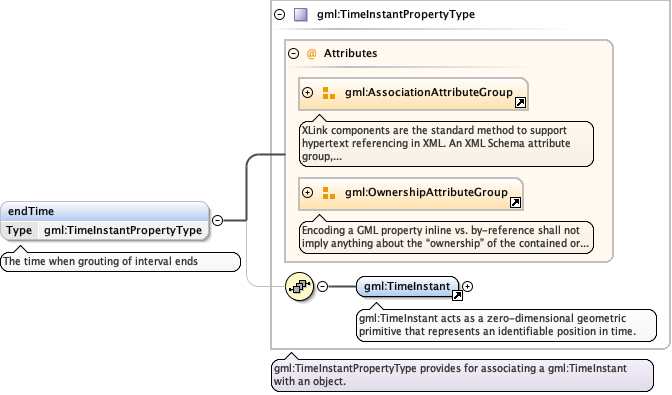 gml:TimeInstantPropertyType
@ Attributes
gml:AssociationAttributeGroup
XLink components are the standard method to support
hypertext referencing in XML. An XML Schema attribute
group,...
gml:OwnershipAttributeGroup
Encoding a GML property inline vs. by-reference shall not
imply anything about the “ownership” of the contained or...
endTime
Type gml:TimeInstantPropertyType
The time when grouting of interval ends
gml:TimeInstant
gml:TimeInstant acts as a zero-dimensional geometric
primitive that represents an identifiable position in time.
gml:TimeInstantPropertyType provides for associating a gml:TimeInstant
with an object.